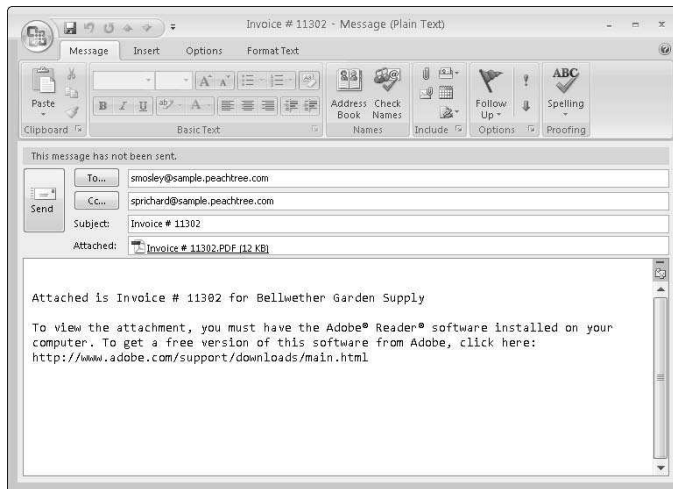 Invoice # 11302 - Message (Plain Text)
Message Insert Options Format Text
Paste
Clipboard
B I U
Basic Text
Address Book
Check Names
Names
Include
Follow Up
Options
ABC
Spelling
Proofing
This message has not been sent.
Send
To... smosley@sample.peachtree.com
Cc... sprichard@sample.peachtree.com
Subject: Invoice # 11302
Attached: Invoice # 11302.PDF (12 KB)
Attached is Invoice # 11302 for Bellwether Garden Supply
To view the attachment, you must have the Adobe® Reader® software installed on your
computer. To get a free version of this software from Adobe, click here:
http://www.adobe.com/support/downloads/main.html